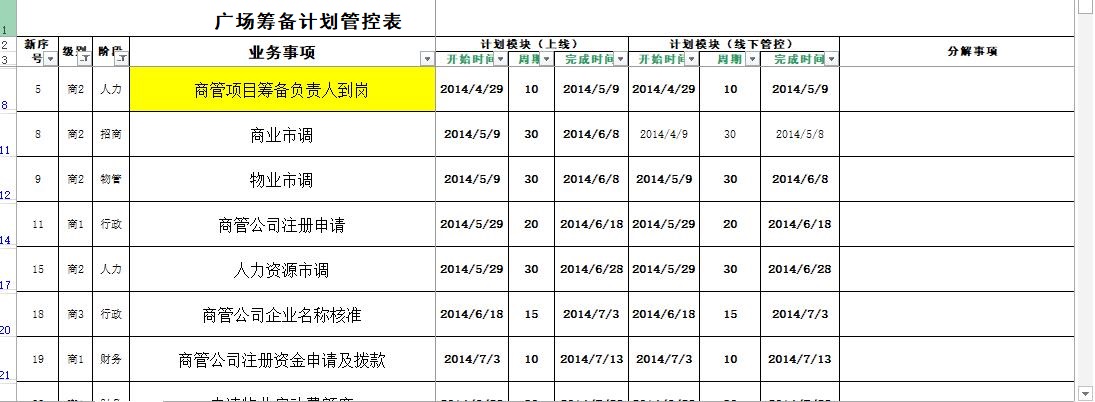 广场筹备计划管控表
新序号 级别 阶段 业务事项 计划模块（上线） 计划模块（线下管控） 分解事项
开始时间 周期 完成时间 开始时间 周期 完成时间
5 商2 人力 商管项目筹备负责人到岗 2014/4/29 10 2014/5/9 2014/4/29 10 2014/5/9
8 商2 招商 商业市调 2014/5/9 30 2014/6/8 2014/4/9 30 2014/5/8
9 商2 物管 物业市调 2014/5/9 30 2014/6/8 2014/5/9 30 2014/6/8
11 商1 行政 商管公司注册申请 2014/5/29 20 2014/6/18 2014/5/29 20 2014/6/18
15 商2 人力 人力资源市调 2014/5/29 30 2014/6/28 2014/5/29 30 2014/6/28
18 商3 行政 商管公司企业名称核准 2014/6/18 15 2014/7/3 2014/6/18 15 2014/7/3
19 商1 财务 商管公司注册资金申请及拨款 2014/7/3 10 2014/7/13 2014/7/3 10 2014/7/13